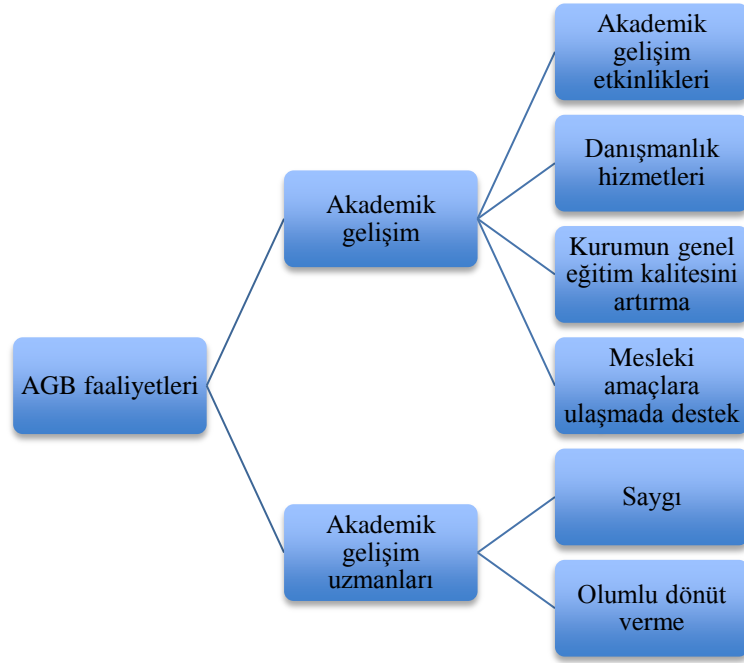 Akademik
gelişim
etkinlikleri
Danışmanlık
hizmetleri
Akademik
gelişim
Kurumun genel
eğitim kalitesini
artırma
AGB faaliyetleri
Mesleki
amaçlara
ulaşmada destek
Akademik
gelişim
uzmanları
Saygı
Olumlu dönüt
verme